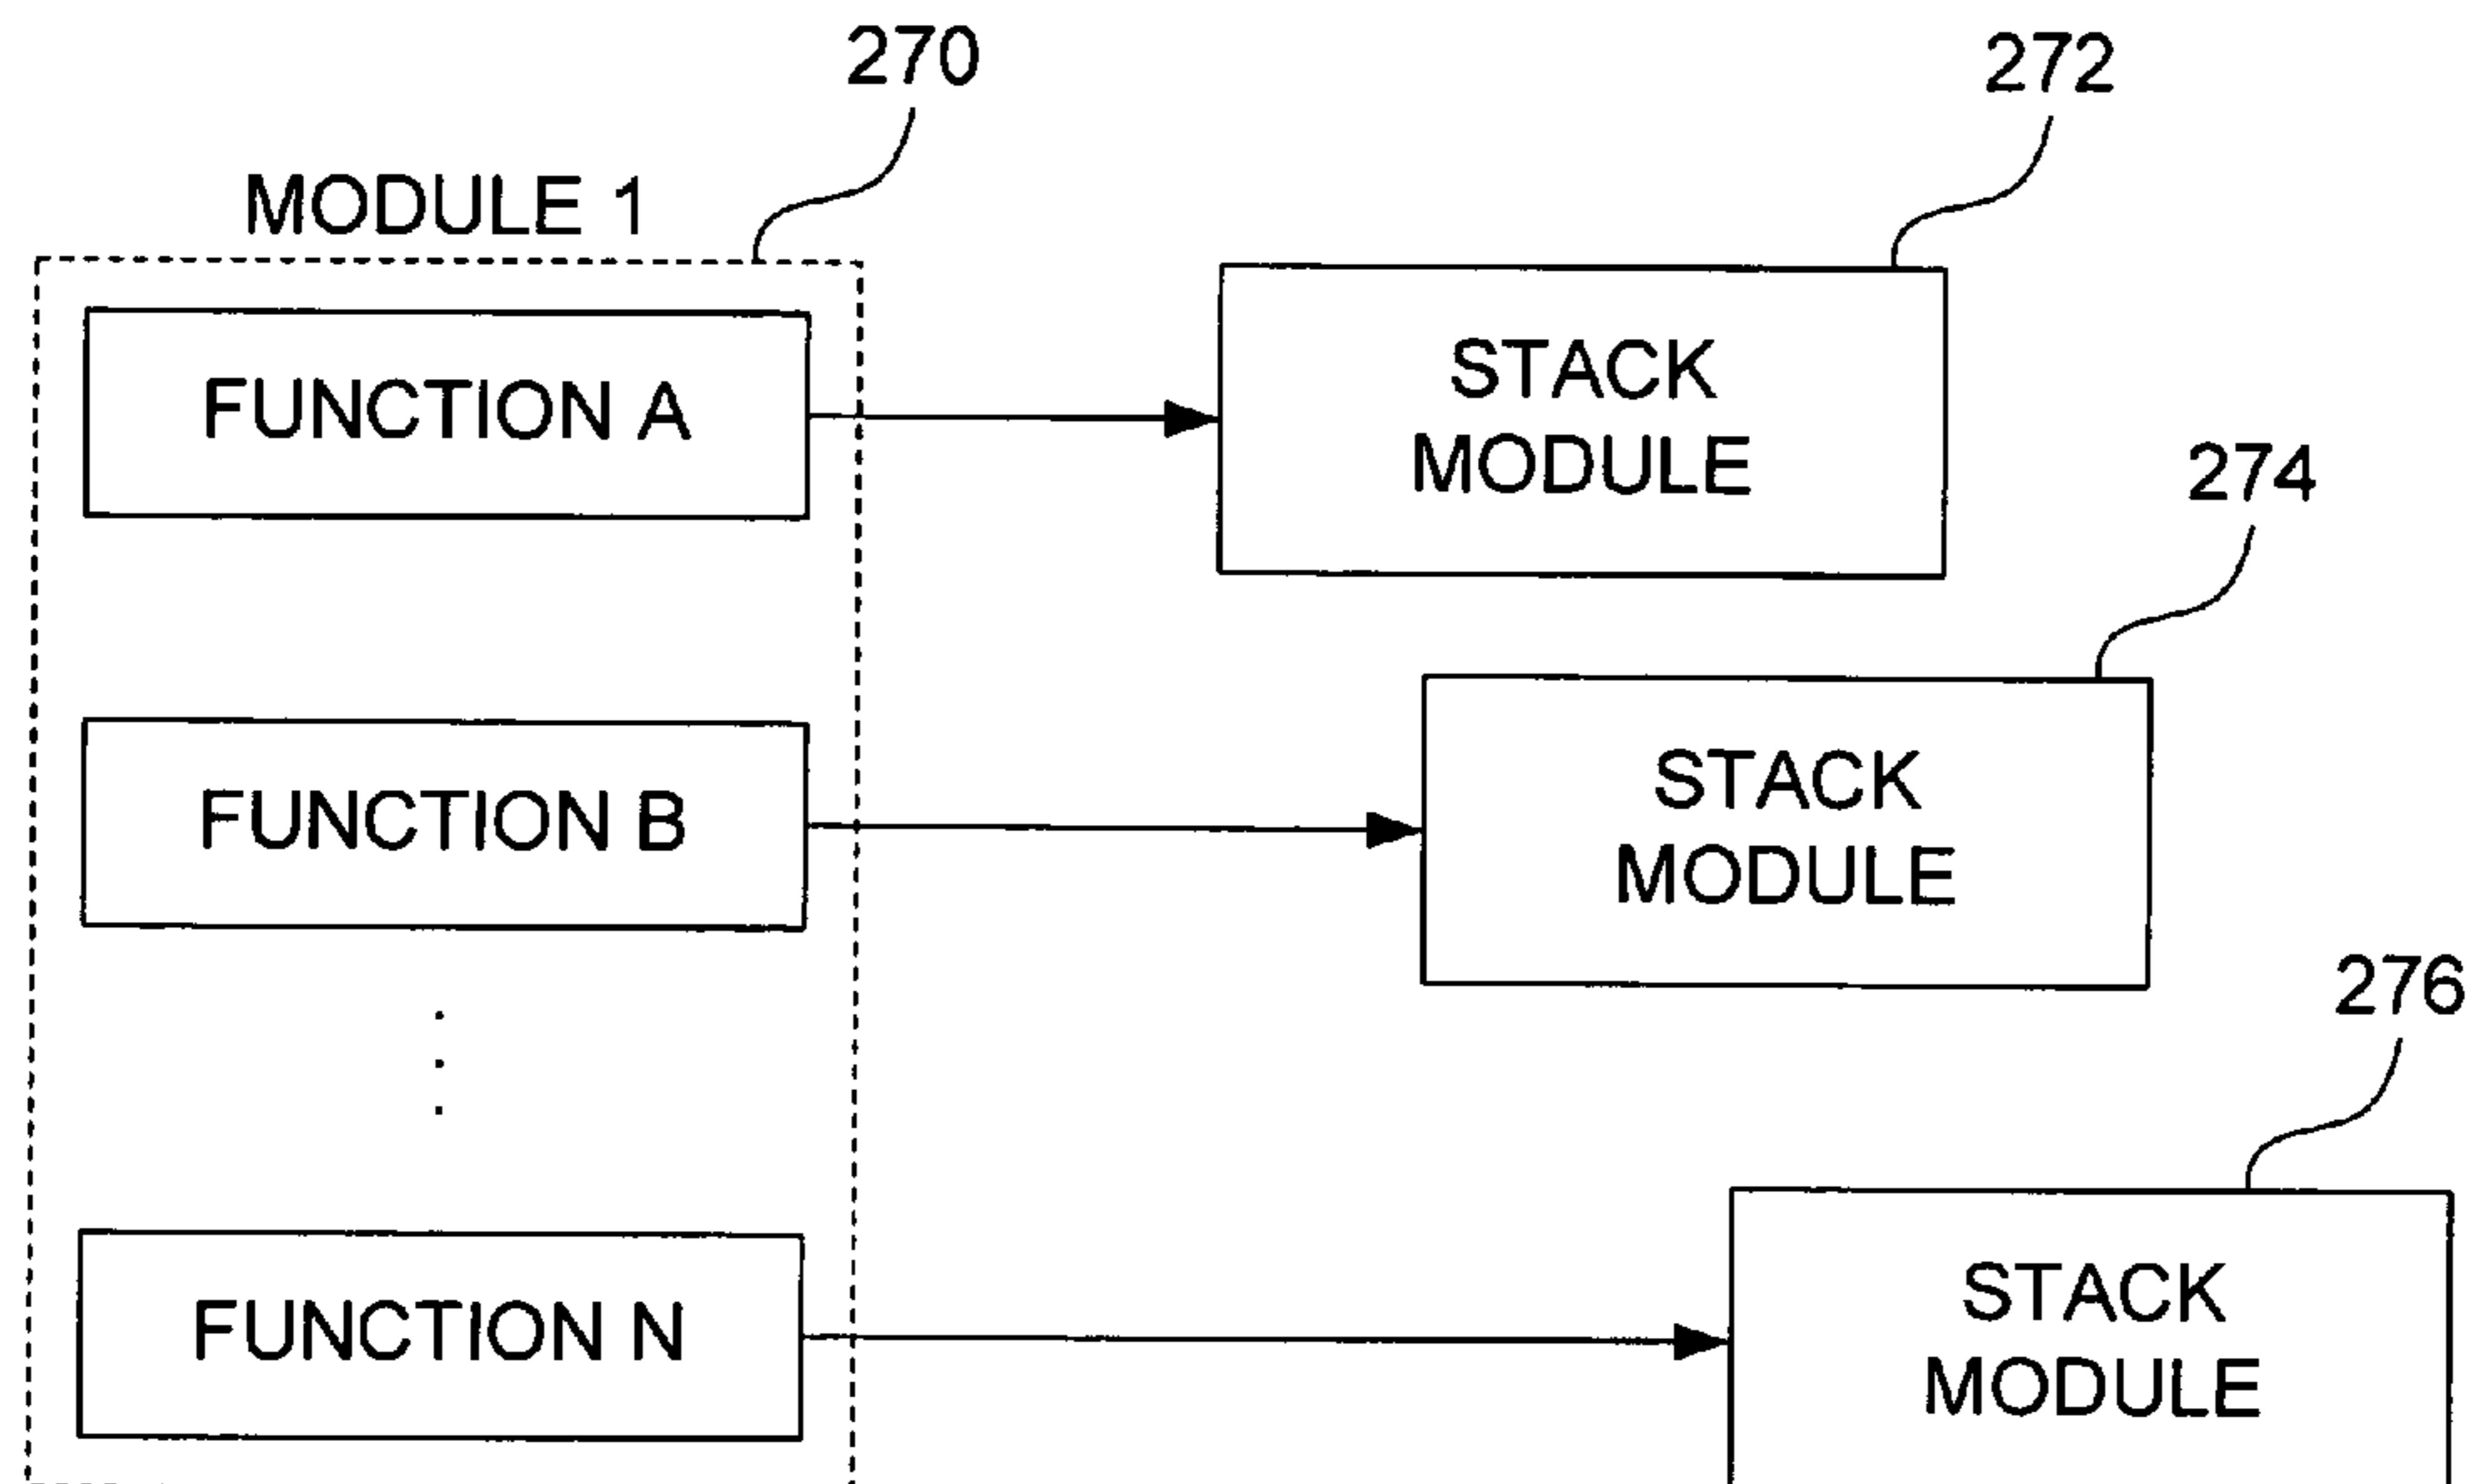 270
272
MODULE 1
FUNCTION A
STACK
MODULE
274
FUNCTION B
STACK
MODULE
276
FUNCTION N
STACK
MODULE